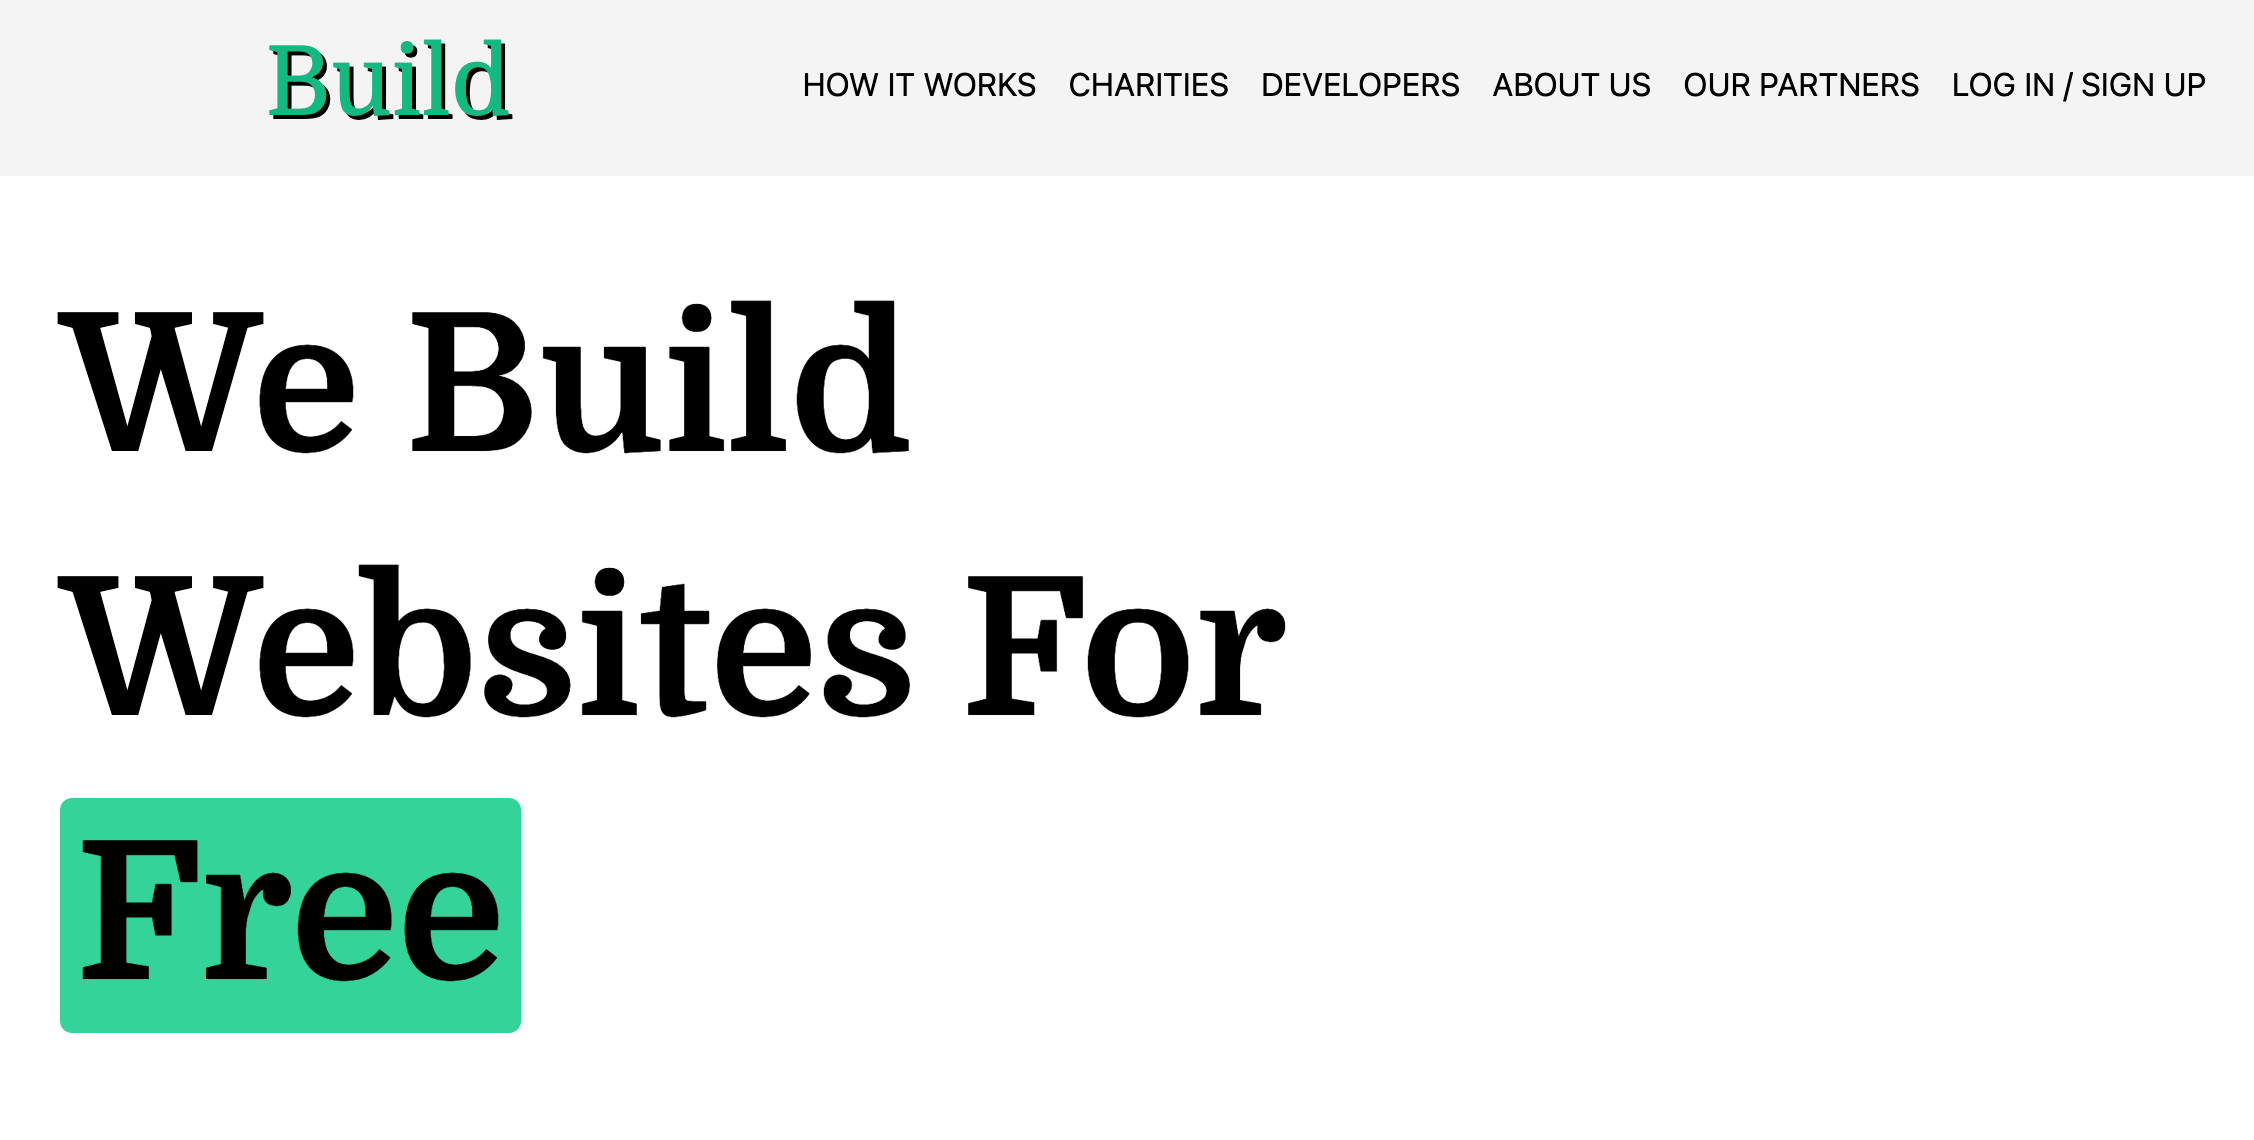 Build
HOW IT WORKS CHARITIES DEVELOPERS ABOUT US OUR PARTNERS LOG IN / SIGN UP
We Build
Websites For
Free